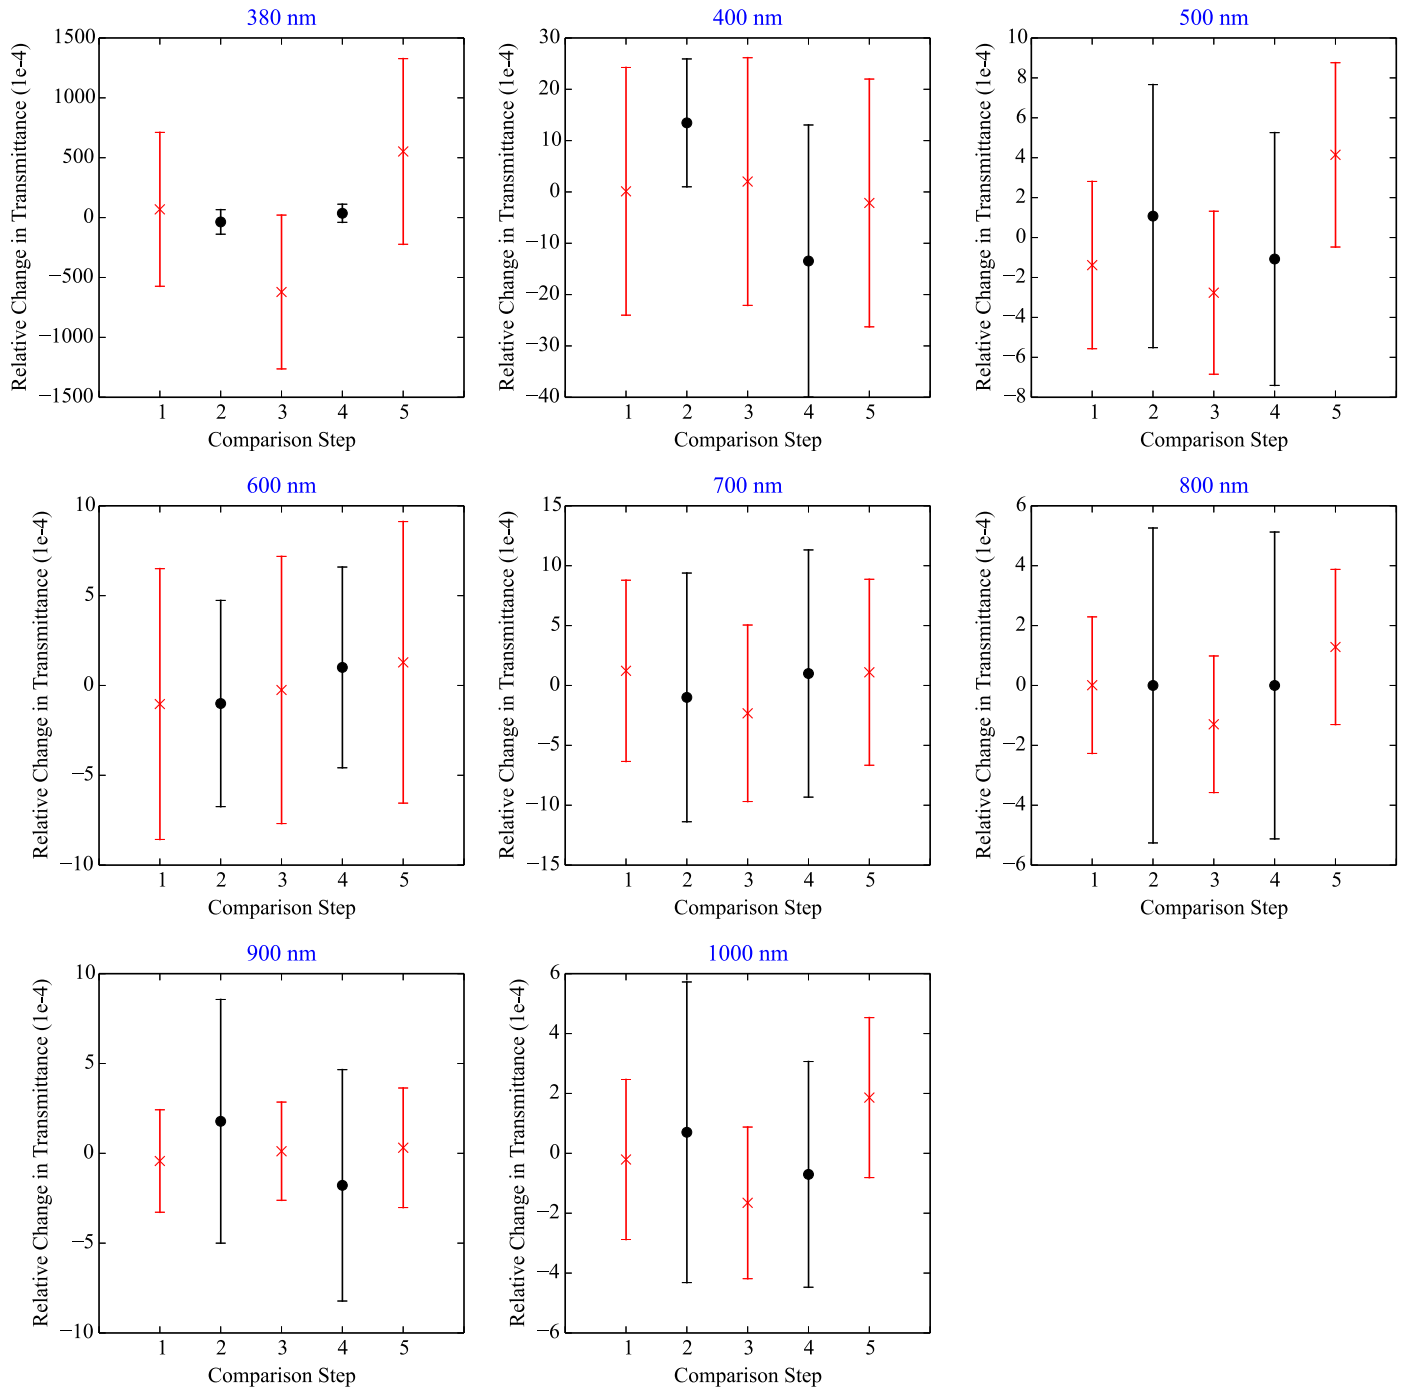 380 nm
Relative Change in Transmittance (1e-4)
1500
1000
500
0
−500
−1000
−1500
1 2 3 4 5
Comparison Step
400 nm
Relative Change in Transmittance (1e-4)
30
20
10
0
−10
−20
−30
−40
1 2 3 4 5
Comparison Step
500 nm
Relative Change in Transmittance (1e-4)
10
8
6
4
2
0
−2
−4
−6
−8
1 2 3 4 5
Comparison Step
600 nm
Relative Change in Transmittance (1e-4)
10
5
0
−5
−10
1 2 3 4 5
Comparison Step
700 nm
Relative Change in Transmittance (1e-4)
15
10
5
0
−5
−10
−15
1 2 3 4 5
Comparison Step
800 nm
Relative Change in Transmittance (1e-4)
6
4
2
0
−2
−4
−6
1 2 3 4 5
Comparison Step
900 nm
Relative Change in Transmittance (1e-4)
10
5
0
−5
−10
1 2 3 4 5
Comparison Step
1000 nm
Relative Change in Transmittance (1e-4)
6
4
2
0
−2
−4
−6
1 2 3 4 5
Comparison Step